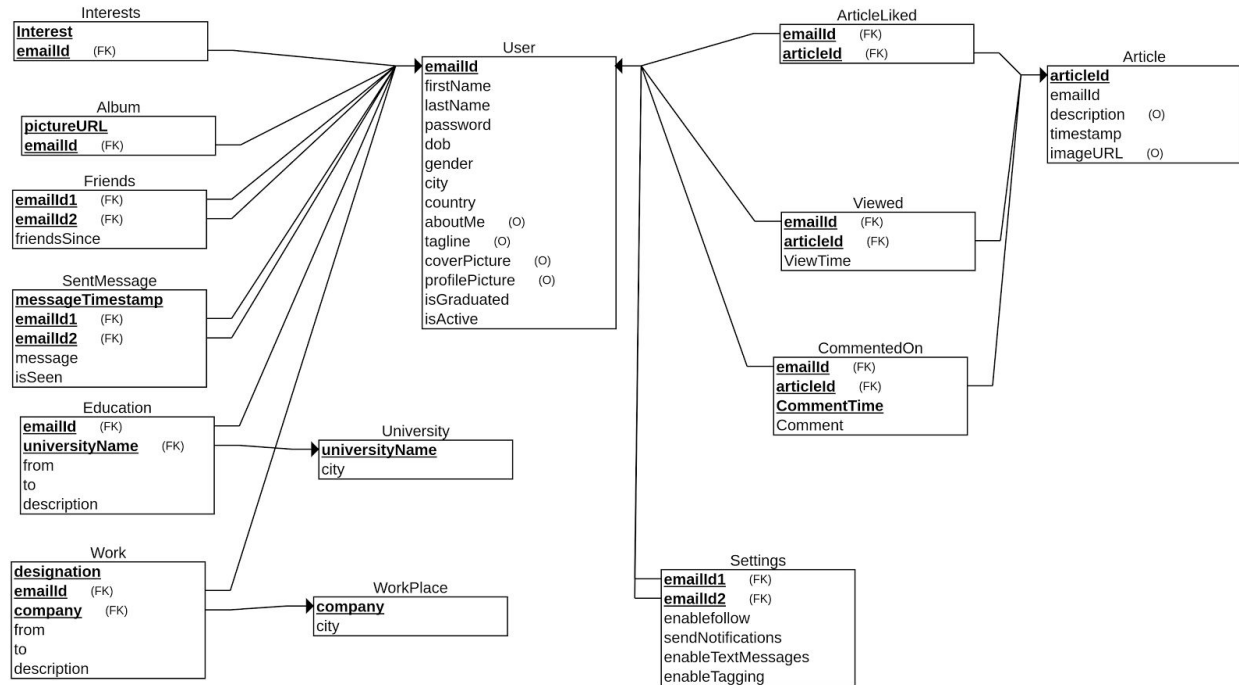 Interests
Interest
emailId (FK)
Album
pictureURL
emailId (FK)
Friends
emailId1 (FK)
emailId2 (FK)
friendsSince
SentMessage
messageTimestamp
emailId1 (FK)
emailId2 (FK)
message
isSeen
Education
emailId (FK)
universityName (FK)
from
to
description
Work
designation
emailId (FK)
company (FK)
from
to
description
User
emailId
firstName
lastName
password
dob
gender
city
country
aboutMe (O)
tagline (O)
coverPicture (O)
profilePicture (O)
isGraduated
isActive
University
universityName
city
WorkPlace
company
city
ArticleLiked
emailId (FK)
articleId (FK)
Viewed
emailId (FK)
articleId (FK)
ViewTime
CommentedOn
emailId (FK)
articleId (FK)
CommentTime
Comment
Settings
emailId1 (FK)
emailId2 (FK)
enablefollow
sendNotifications
enableTextMessages
enableTagging
Article
articleId
emailId
description (O)
timestamp
imageURL (O)